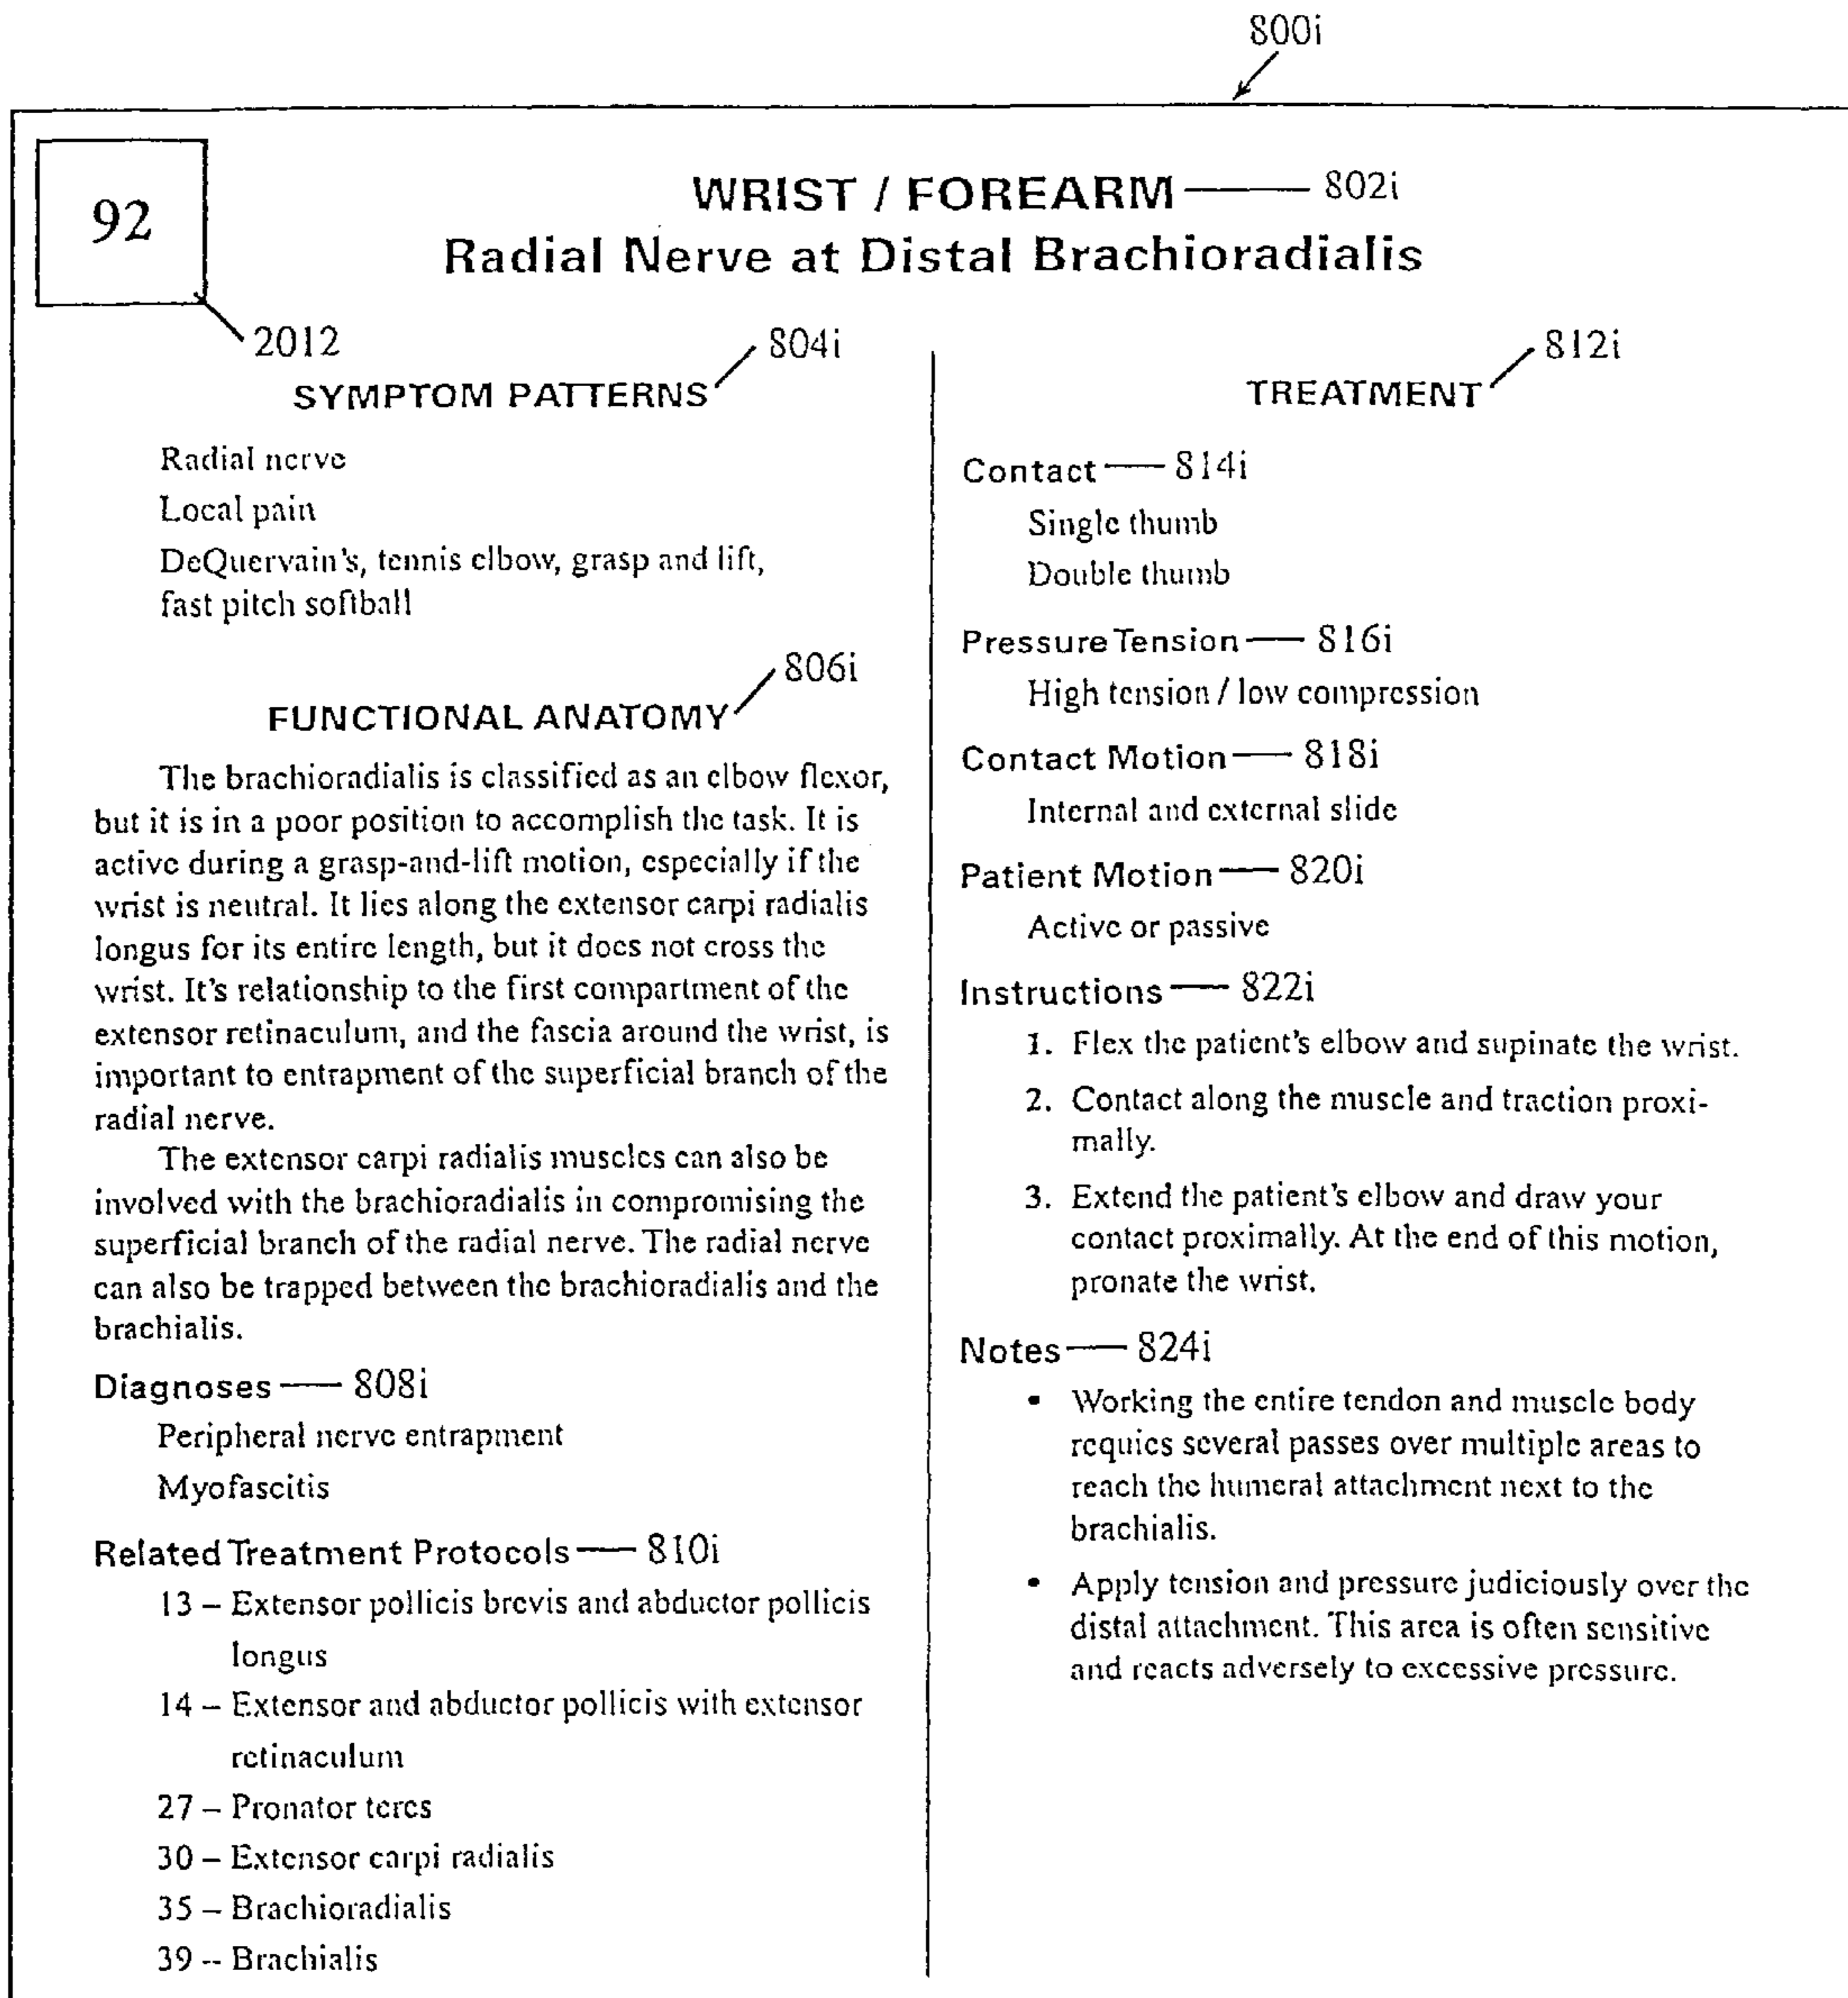 800i
92
WRIST / FOREARM 802i
Radial Nerve at Distal Brachioradialis
2012
804i
SYMPTOM PATTERNS
Radial nerve
Local pain
DeQuervain's, tennis elbow, grasp and lift,
fast pitch softball
806i
FUNCTIONAL ANATOMY
The brachioradialis is classified as an elbow flexor,
but it is in a poor position to accomplish the task. It is
active during a grasp-and-lift motion, especially if the
wrist is neutral. It lies along the extensor carpi radialis
longus for its entire length, but it does not cross the
wrist. It's relationship to the first compartment of the
extensor retinaculum, and the fascia around the wrist, is
important to entrapment of the superficial branch of the
radial nerve.
The extensor carpi radialis muscles can also be
involved with the brachioradialis in compromising the
superficial branch of the radial nerve. The radial nerve
can also be trapped between the brachioradialis and the
brachialis.
Diagnoses 808i
Peripheral nerve entrapment
Myofascitis
Related Treatment Protocols 810i
13 – Extensor pollicis brevis and abductor pollicis
longus
14 – Extensor and abductor pollicis with extensor
retinaculum
27 – Pronator teres
30 – Extensor carpi radialis
35 – Brachioradialis
39 -- Brachialis
812i
TREATMENT
Contact 814i
Single thumb
Double thumb
Pressure Tension 816i
High tension / low compression
Contact Motion 818i
Internal and external slide
Patient Motion 820i
Active or passive
Instructions 822i
1. Flex the patient's elbow and supinate the wrist.
2. Contact along the muscle and traction proxi-
mally.
3. Extend the patient's elbow and draw your
contact proximally. At the end of this motion,
pronate the wrist.
Notes 824i
• Working the entire tendon and muscle body
requies several passes over multiple areas to
reach the humeral attachment next to the
brachialis.
• Apply tension and pressure judiciously over the
distal attachment. This area is often sensitive
and reacts adversely to excessive pressure.